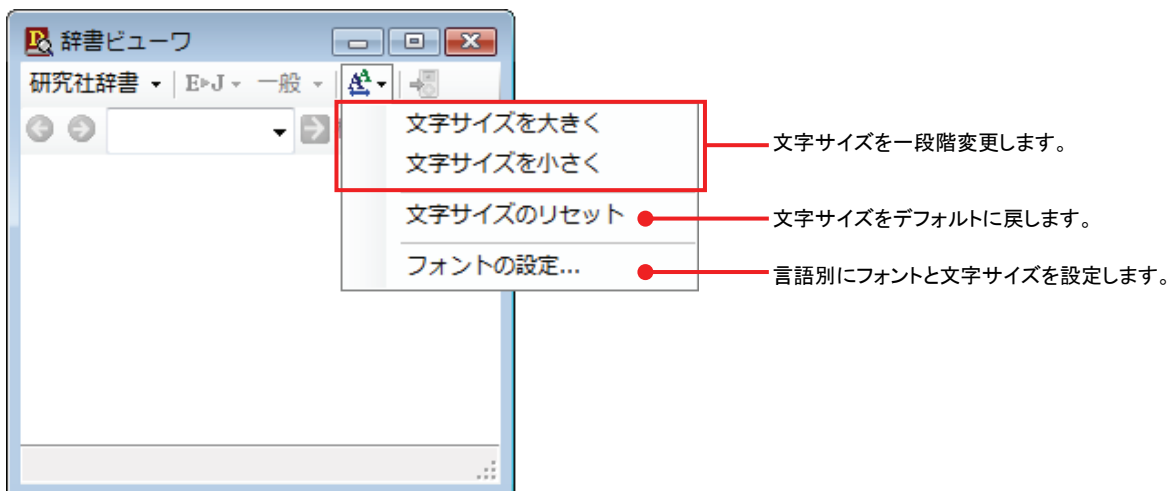 辞書ビューワ
研究社辞書 E▶J 一般
文字サイズを大きく
文字サイズを小さく
文字サイズのリセット
フォントの設定...
文字サイズを一段階変更します。
文字サイズをデフォルトに戻します。
言語別にフォントと文字サイズを設定します。